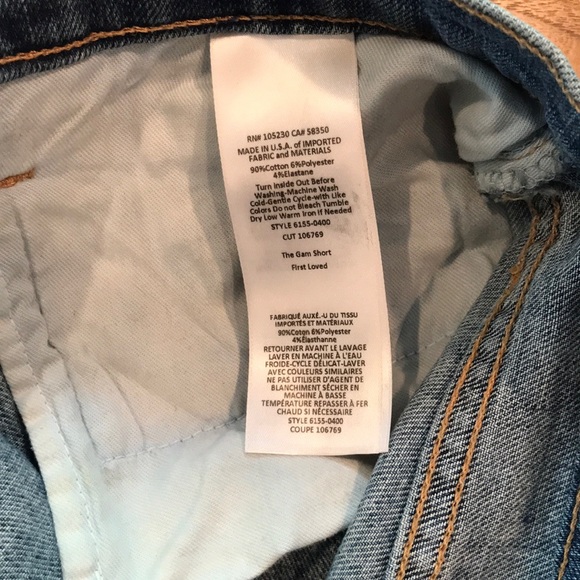 RN# 105230 CA# 58350
MADE IN U.S.A. of IMPORTED
FABRIC and MATERIALS
90%Cotton 6%Polyester
4%Elastane
Turn Inside Out Before
Washing-Machine Wash
Cold-Gentle Cycle-with Like
Colors Do not Bleach Tumble
Dry Low Warm Iron If Needed
STYLE 6155-0400
CUT 106769
The Gam Short
First Loved
FABRIQUÉ AUXÉ.-U DU TISSU
IMPORTÉS ET MATÉRIAUX
90%Coton 6%Polyester
4%Élasthanne
RETOURNER AVANT LE LAVAGE
LAVER EN MACHINE À L'EAU
FROIDE-CYCLE DÉLICAT-LAVER
AVEC COULEURS SIMILAIRES
NE PAS UTILISER D'AGENT DE
BLANCHIMENT SÉCHER EN
MACHINE À BASSE
TEMPÉRATURE REPASSER À FER
CHAUD SI NÉCESSAIRE
STYLE 6155-0400
COUPE 106769